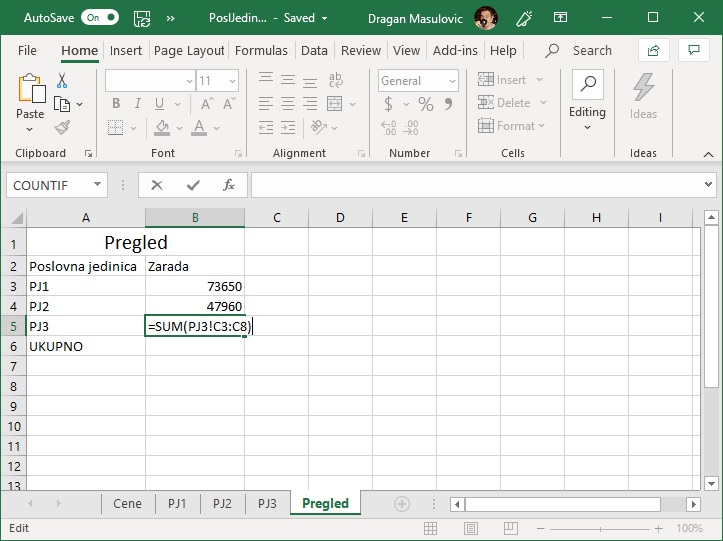 AutoSave On PoslJedin... - Saved Dragan Masulovic
File Home Insert Page Layout Formulas Data Review View Add-ins Help Search
Paste
Clipboard
11
B I U A A
Font
ab
Alignment
General
$ % 9
.00 .00
Number
Insert
Delete
Format
Cells
Editing
Ideas
Ideas
COUNTIF fx
A B C D E F G H I
1 Pregled
2 Poslovna jedinica Zarada
3 PJ1 73650
4 PJ2 47960
5 PJ3 =SUM(PJ3!C3:C8)
6 UKUPNO
7
8
9
10
11
12
13
Cene PJ1 PJ2 PJ3 Pregled
Edit 100%